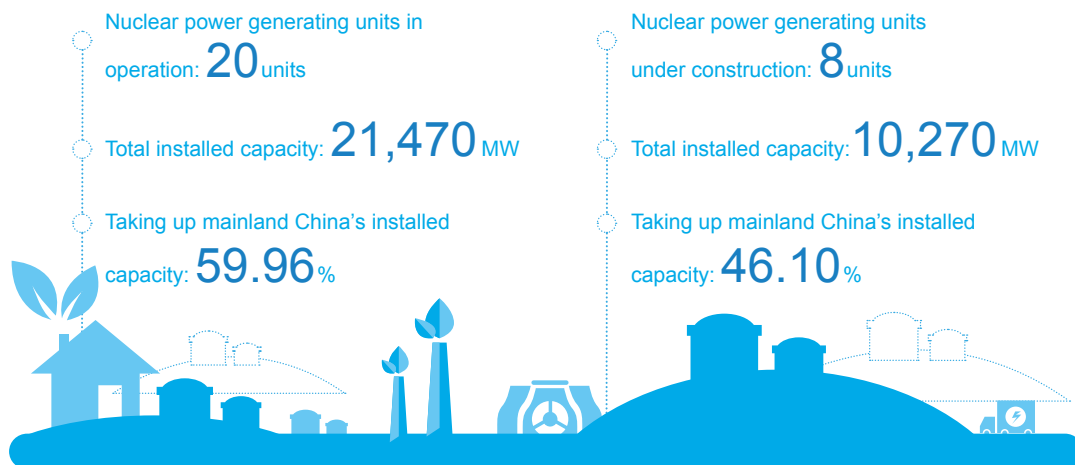 Nuclear power generating units in
operation: 20 units
Total installed capacity: 21,470 MW
Taking up mainland China’s installed
capacity: 59.96 %
Nuclear power generating units
under construction: 8 units
Total installed capacity: 10,270 MW
Taking up mainland China’s installed
capacity: 46.10 %